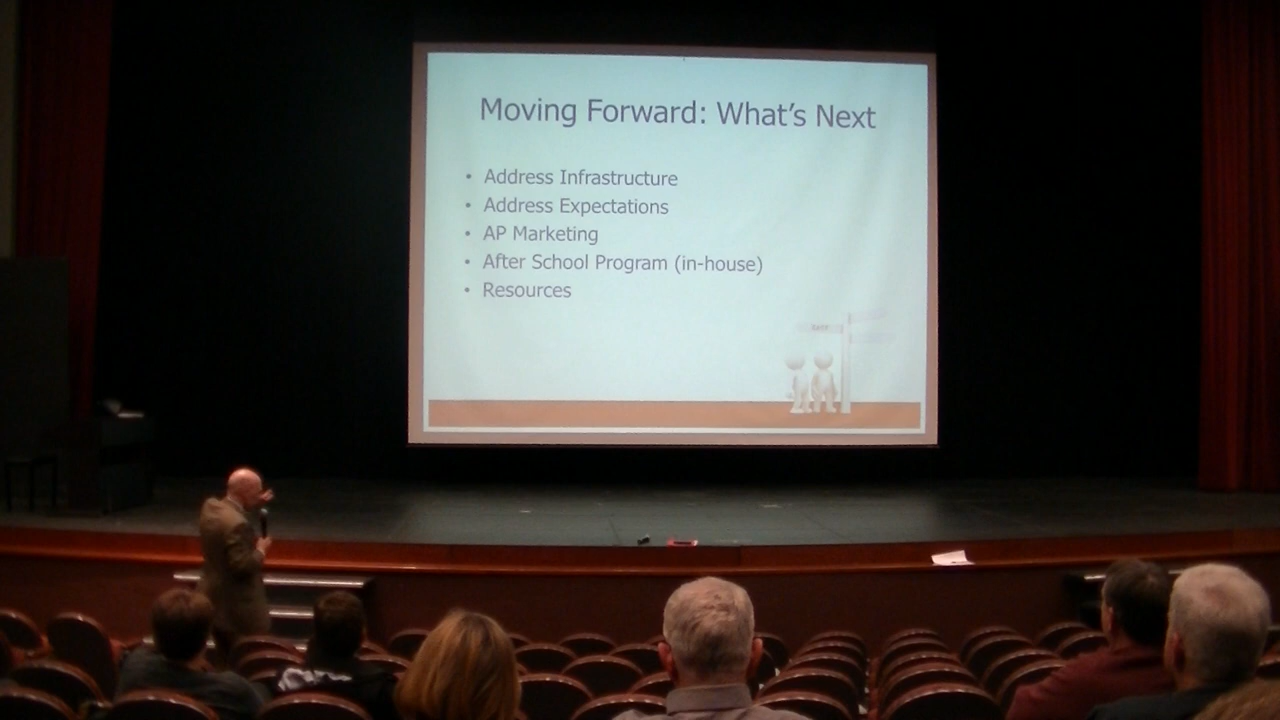 Moving Forward: What's Next
• Address Infrastructure
• Address Expectations
• AP Marketing
• After School Program (in-house)
• Resources